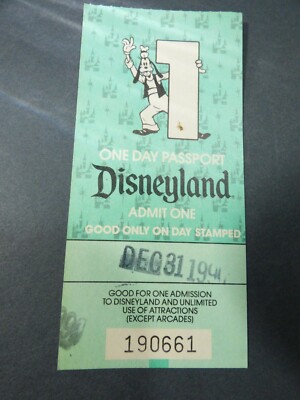 1
ONE DAY PASSPORT
Disneyland
ADMIT ONE
GOOD ONLY ON DAY STAMPED
DEC 31
GOOD FOR ONE ADMISSION
TO DISNEYLAND AND UNLIMITED
USE OF ATTRACTIONS
(EXCEPT ARCADES)
190661